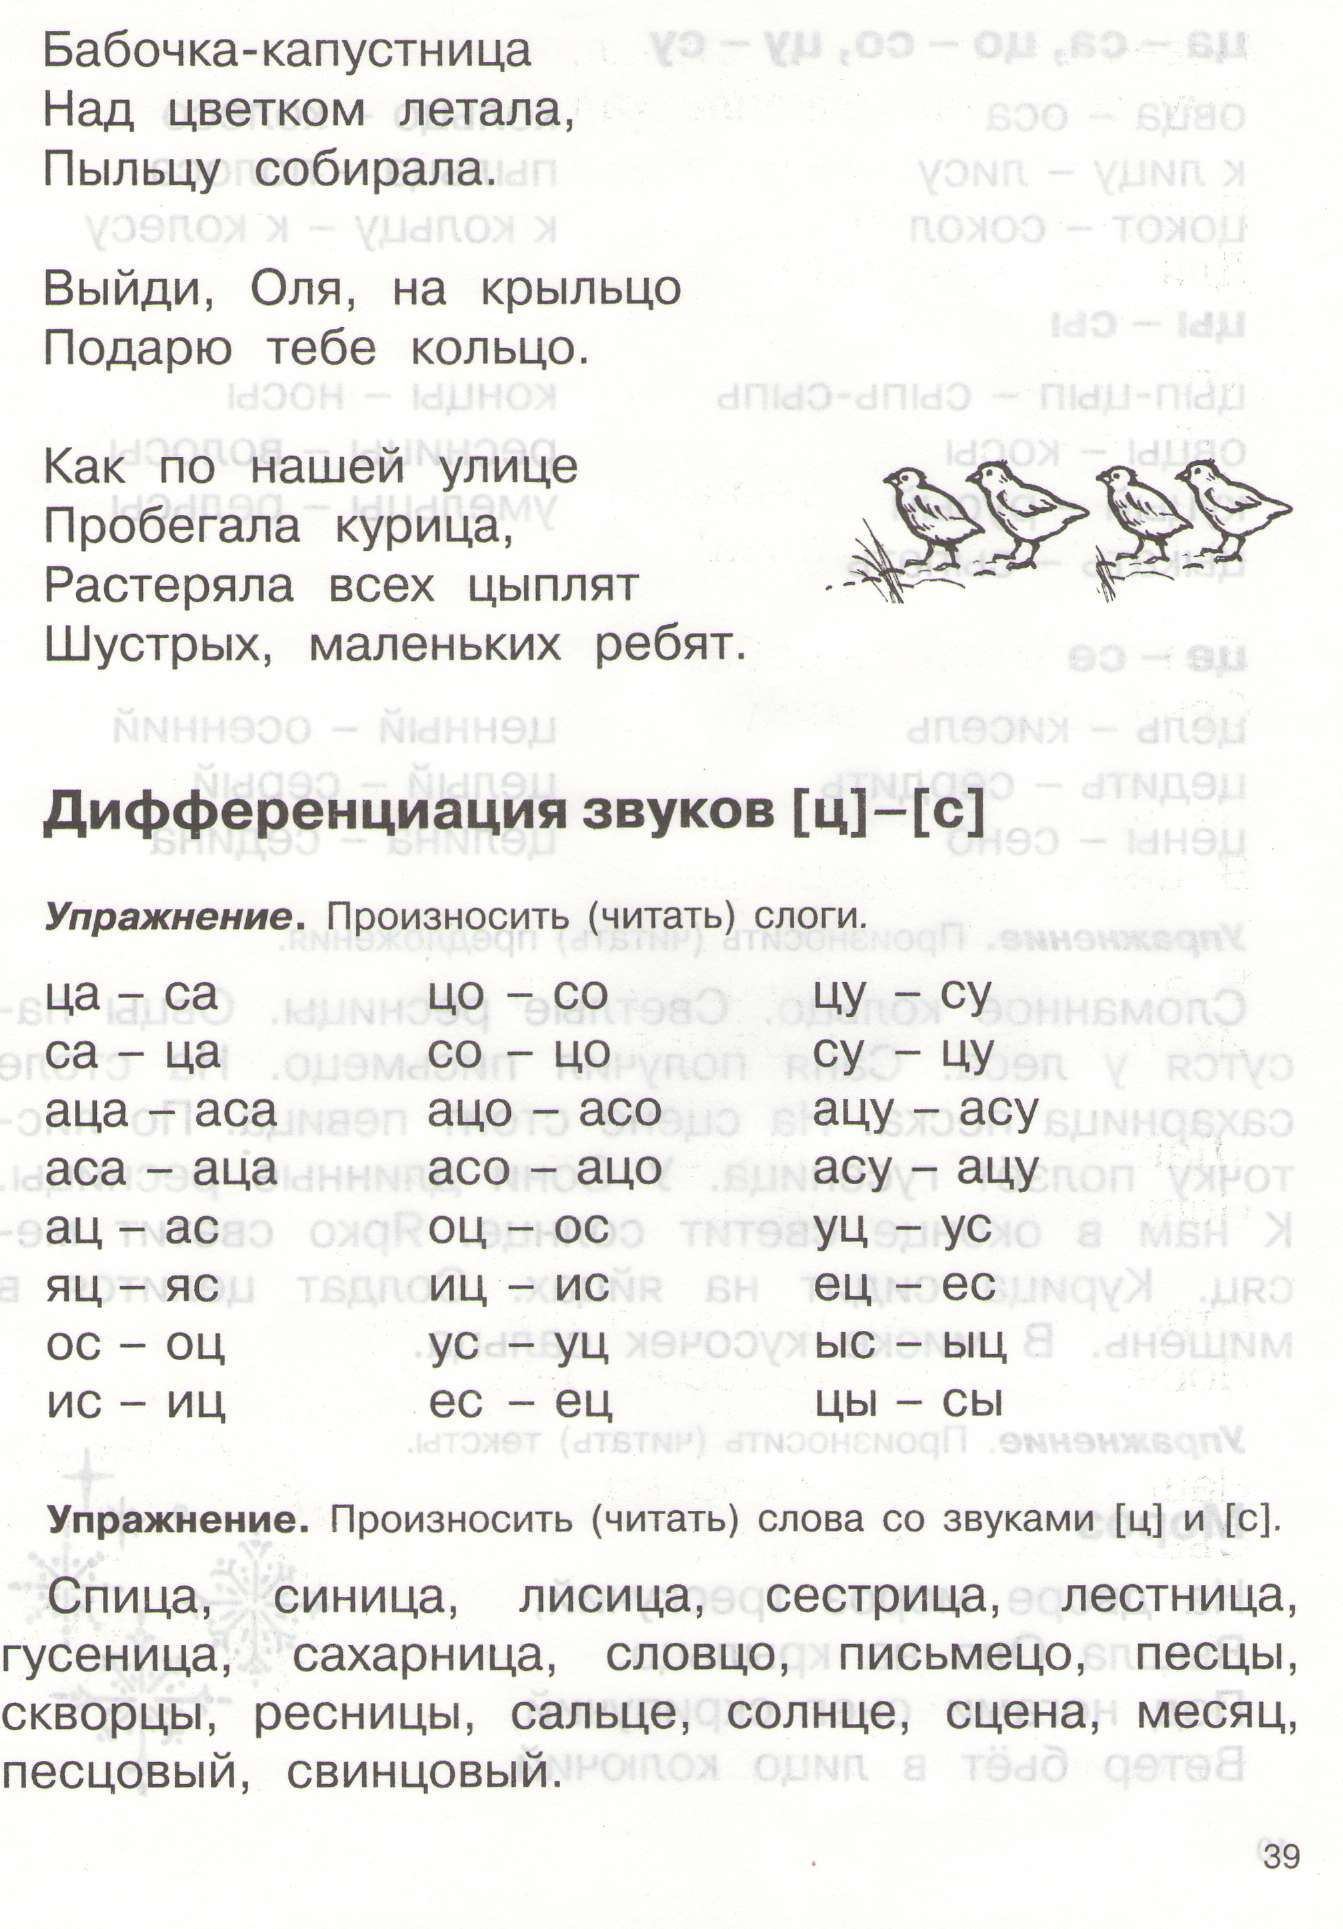 Бабочка-капустница
Над цветком летала,
Пыльцу собирала.
Выйди, Оля, на крыльцо
Подарю тебе кольцо.
Как по нашей улице
Пробегала курица,
Растеряла всех цыплят
Шустрых, маленьких ребят.
Дифференциация звуков [ц]–[с]
Упражнение. Произносить (читать) слоги.
ца – са цо – со цу – су
са – ца со – цо су – цу
аца – аса ацо – асо ацу – асу
аса – аца асо – ацо асу – ацу
ац – ас оц – ос уц – ус
яц – яс иц – ис ец – ес
ос – оц ус – уц ыс – ыц
ис – иц ес – ец цы – сы
Упражнение. Произносить (читать) слова со звуками [ц] и [с].
Спица, синица, лисица, сестрица, лестница,
гусеница, сахарница, словцо, письмецо, песцы,
скворцы, ресницы, сальце, солнце, сцена, месяц,
песцовый, свинцовый.
39